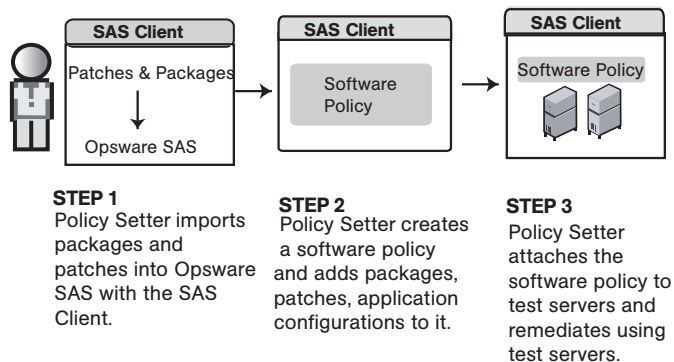 SAS Client
Patches & Packages
Opsware SAS
STEP 1
Policy Setter imports
packages and
patches into Opsware
SAS with the SAS
Client.
SAS Client
Software
Policy
STEP 2
Policy Setter creates
a software policy
and adds packages,
patches, application
configurations to it.
SAS Client
Software Policy
STEP 3
Policy Setter
attaches the
software policy to
test servers and
remediates using
test servers.